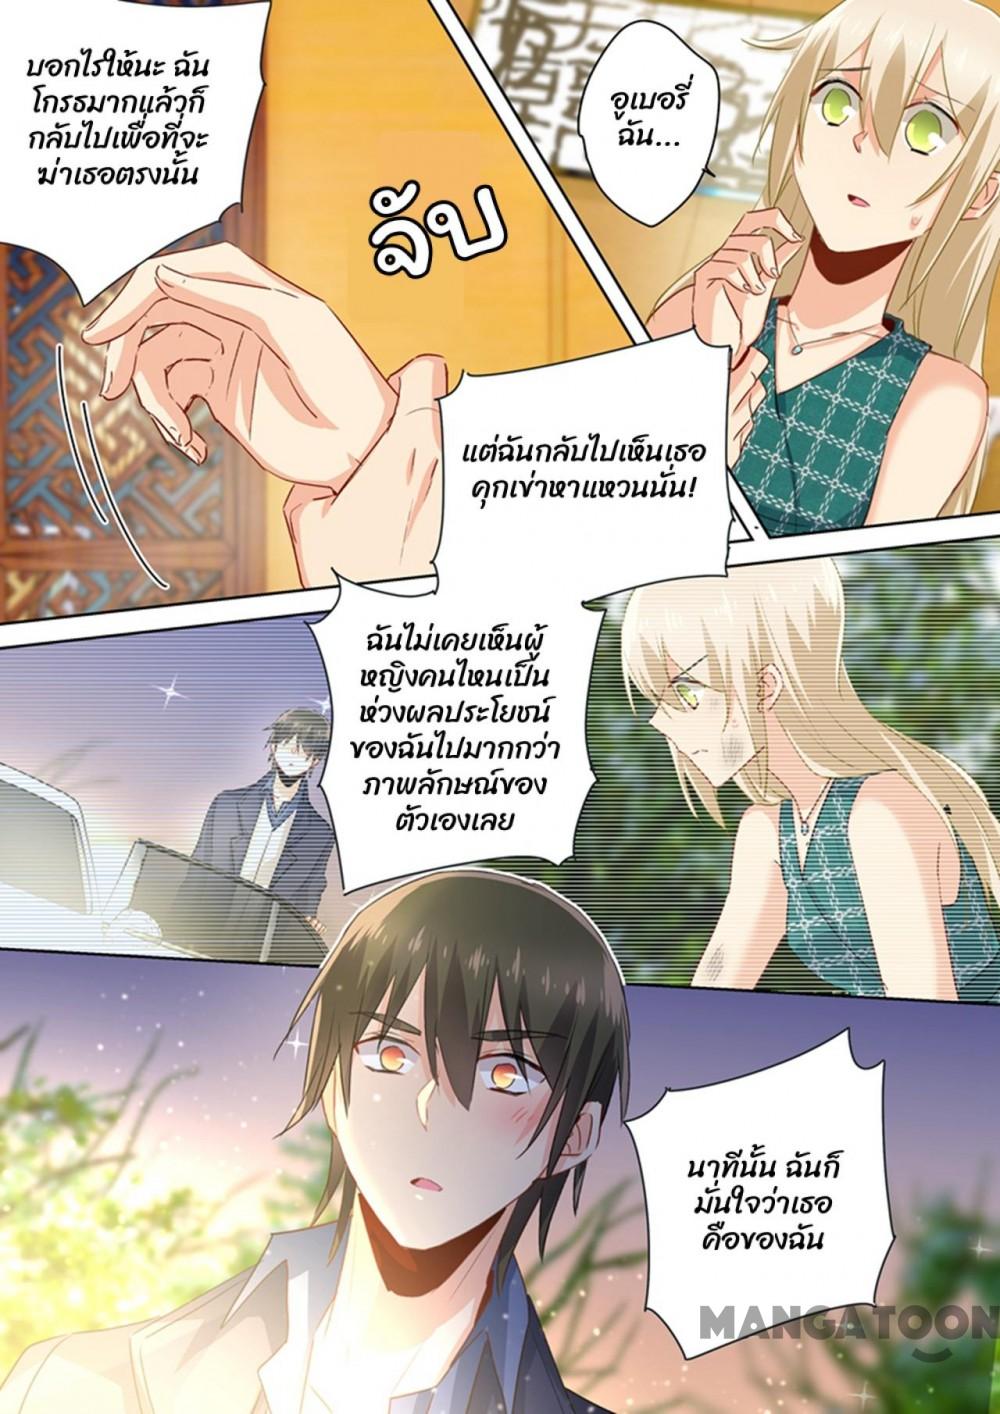 บอกไรให้นะ ฉัน
โกรธมากแล้วก็
กลับไปเพื่อที่จะ
ฆ่าเธอตรงนั้น
อูเบอรี่
ฉัน...
จับ
แต่ฉันกลับไปเห็นเธอ
คุกเข่าหาแหวนนั่น!
ฉันไม่เคยเห็นผู้
หญิงคนไหนเป็น
ห่วงผลประโยชน์
ของฉันไปมากกว่า
ภาพลักษณ์ของ
ตัวเองเลย
นาทีนั้น ฉันก็
มั่นใจว่าเธอ
คือของฉัน
MANGATOON